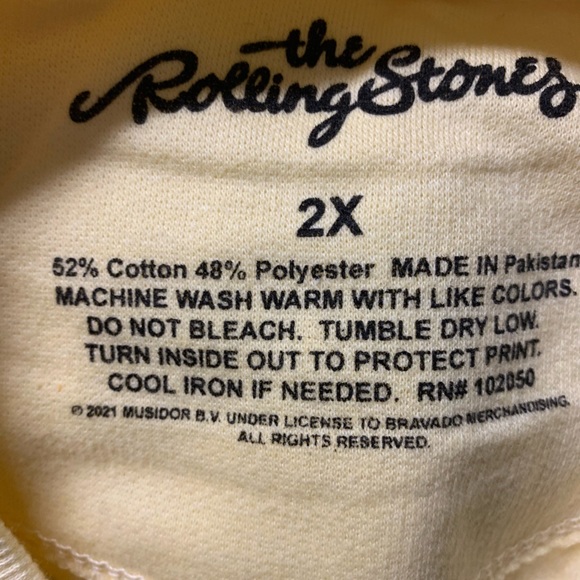 the
Rolling Stones
2X
52% Cotton 48% Polyester MADE IN Pakistan
MACHINE WASH WARM WITH LIKE COLORS.
DO NOT BLEACH. TUMBLE DRY LOW.
TURN INSIDE OUT TO PROTECT PRINT.
COOL IRON IF NEEDED. RN# 102050
© 2021 MUSIDOR B.V. UNDER LICENSE TO BRAVADO MERCHANDISING.
ALL RIGHTS RESERVED.